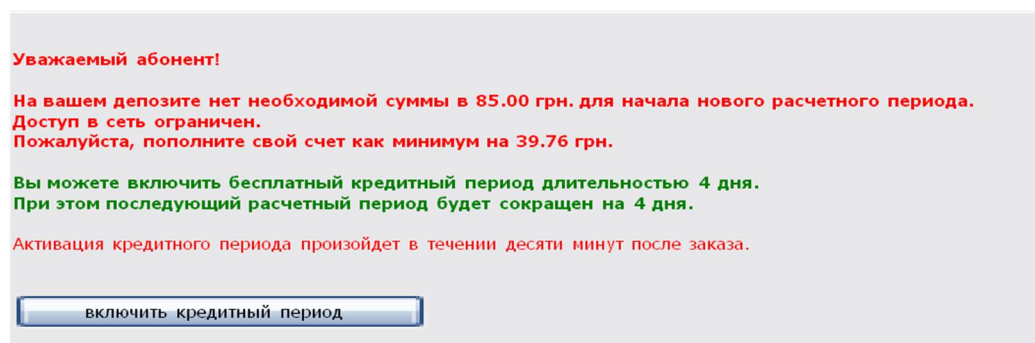 Уважаемый абонент!
На вашем депозите нет необходимой суммы в 85.00 грн. для начала нового расчетного периода.
Доступ в сеть ограничен.
Пожалуйста, пополните свой счет как минимум на 39.76 грн.
Вы можете включить бесплатный кредитный период длительностью 4 дня.
При этом последующий расчетный период будет сокращен на 4 дня.
Активация кредитного периода произойдет в течении десяти минут после заказа.
включить кредитный период